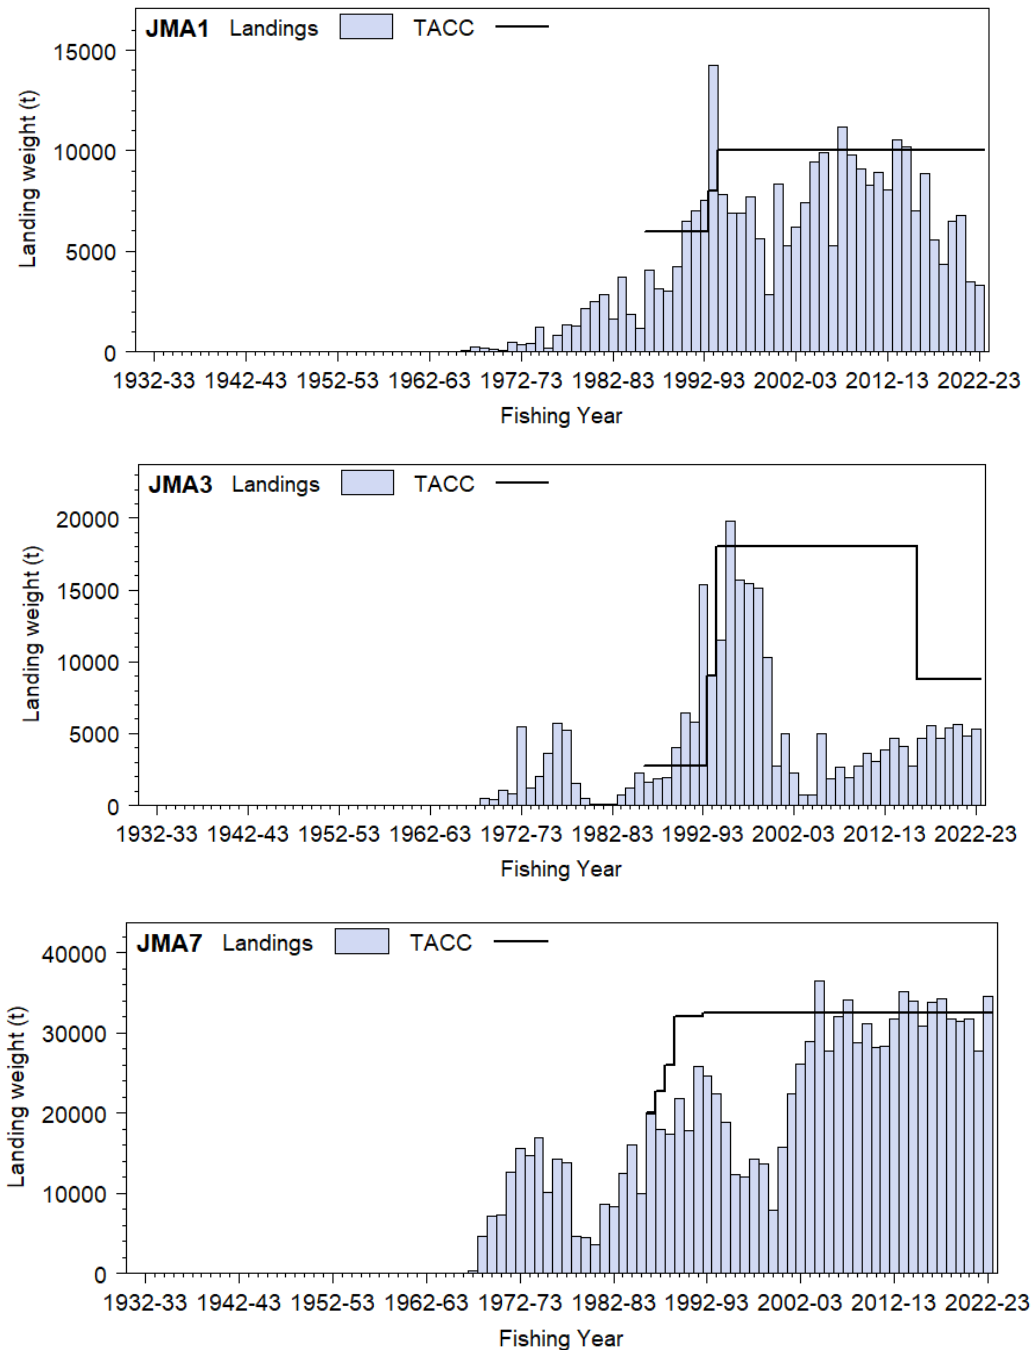 JMA1 Landings TACC
15000
10000
5000
0
Landing weight (t)
1932-33 1942-43 1952-53 1962-63 1972-73 1982-83 1992-93 2002-03 2012-13 2022-23
Fishing Year
JMA3 Landings TACC
20000
15000
10000
5000
0
Landing weight (t)
1932-33 1942-43 1952-53 1962-63 1972-73 1982-83 1992-93 2002-03 2012-13 2022-23
Fishing Year
JMA7 Landings TACC
40000
30000
20000
10000
0
Landing weight (t)
1932-33 1942-43 1952-53 1962-63 1972-73 1982-83 1992-93 2002-03 2012-13 2022-23
Fishing Year